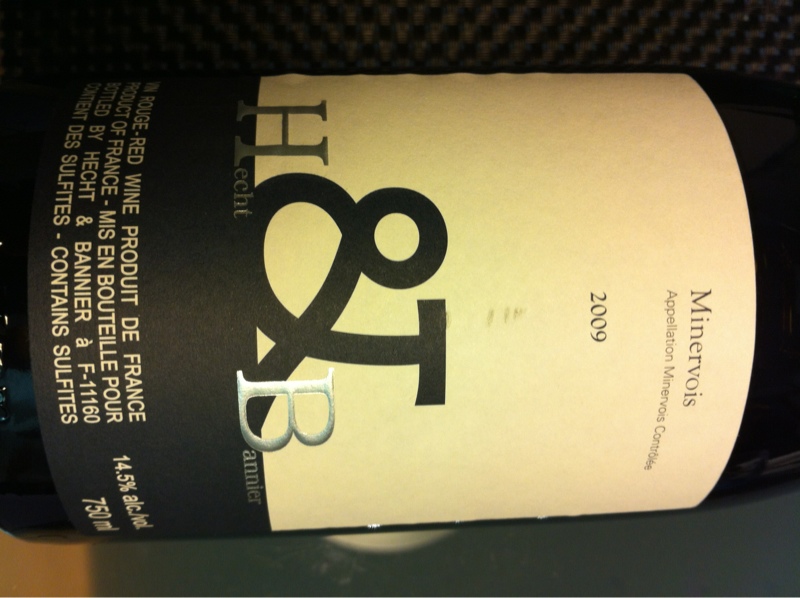 Minervois
Appellation Minervois Contrôlée
2009
Hecht
&
Bannier
VIN ROUGE-RED WINE PRODUIT DE FRANCE
PRODUCT OF FRANCE - MIS EN BOUTEILLE POUR
BOTTLED BY HECHT & BANNIER à F-11160
CONTIENT DES SULFITES - CONTAINS SULFITES
14.5% alc./vol.
750 ml